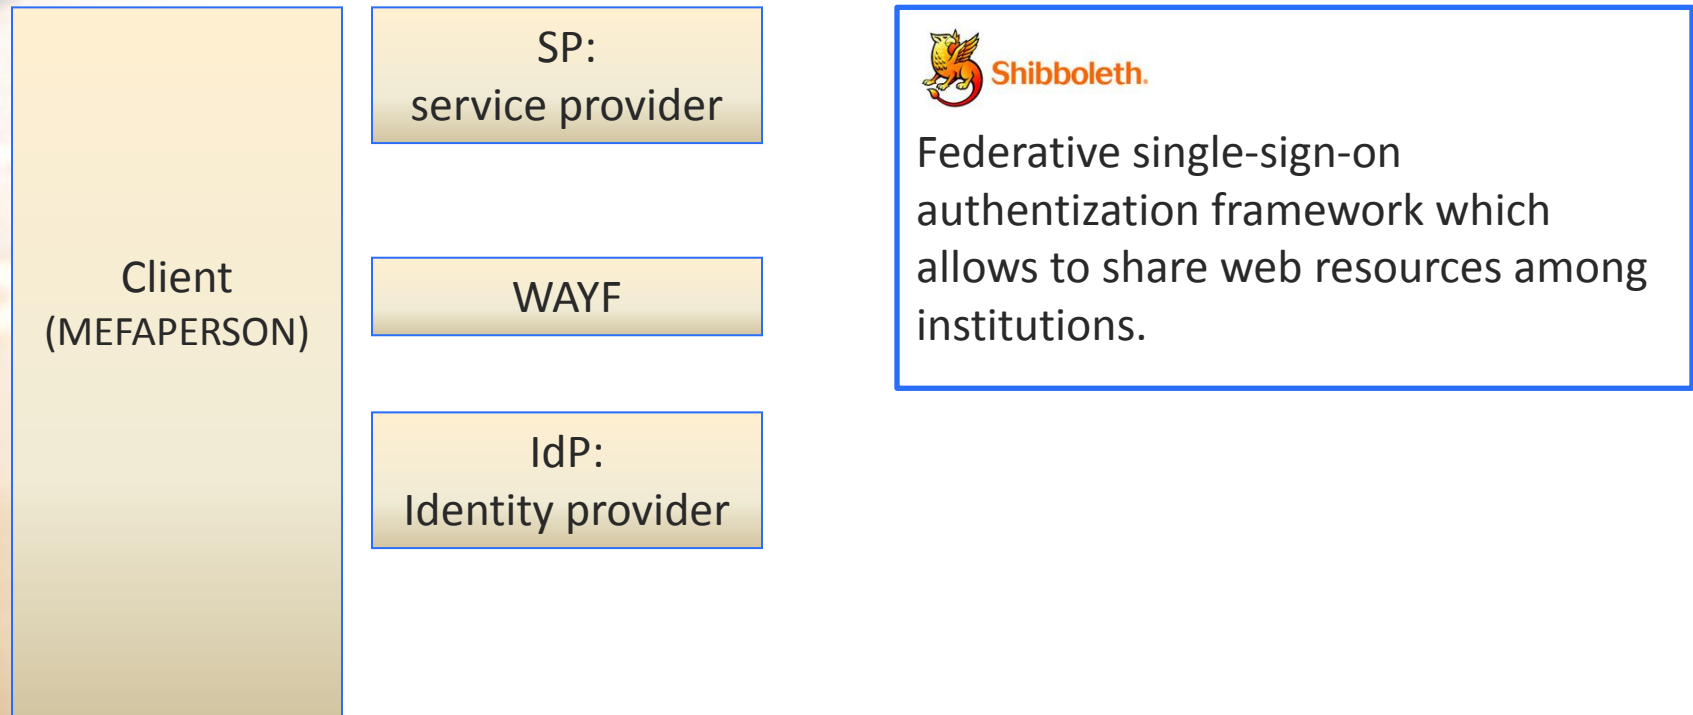 Client
(MEFAPERSON)
SP:
service provider
WAYF
IdP:
Identity provider
Shibboleth.
Federative single-sign-on
authentization framework which
allows to share web resources among
institutions.